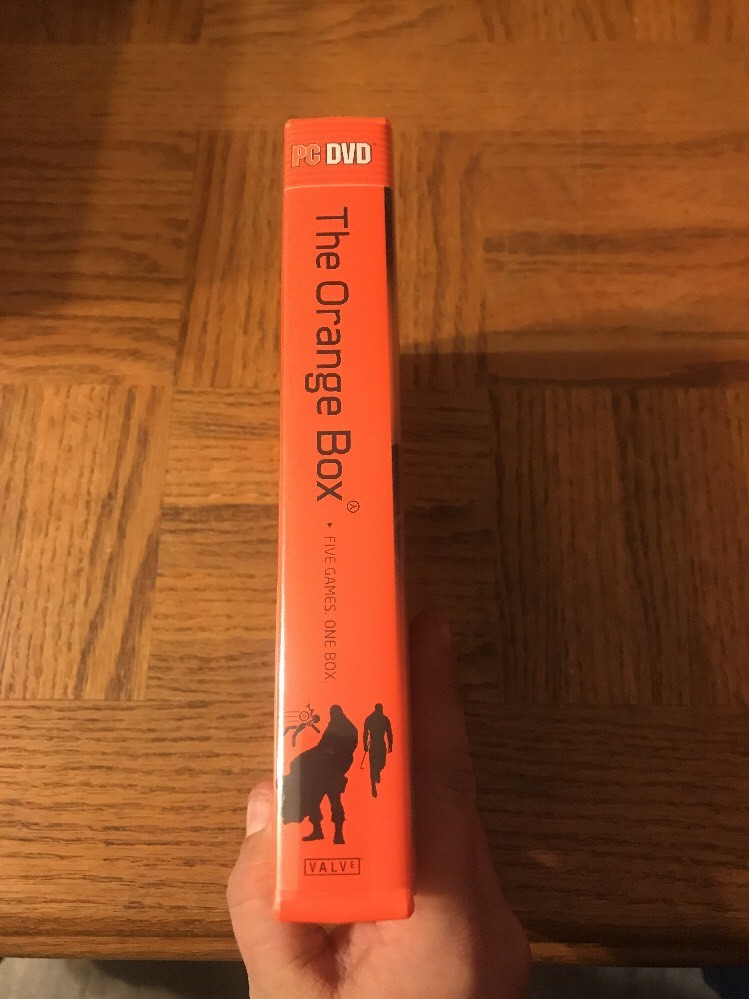 PC DVD
The Orange Box
▸ FIVE GAMES. ONE BOX.
VALVE